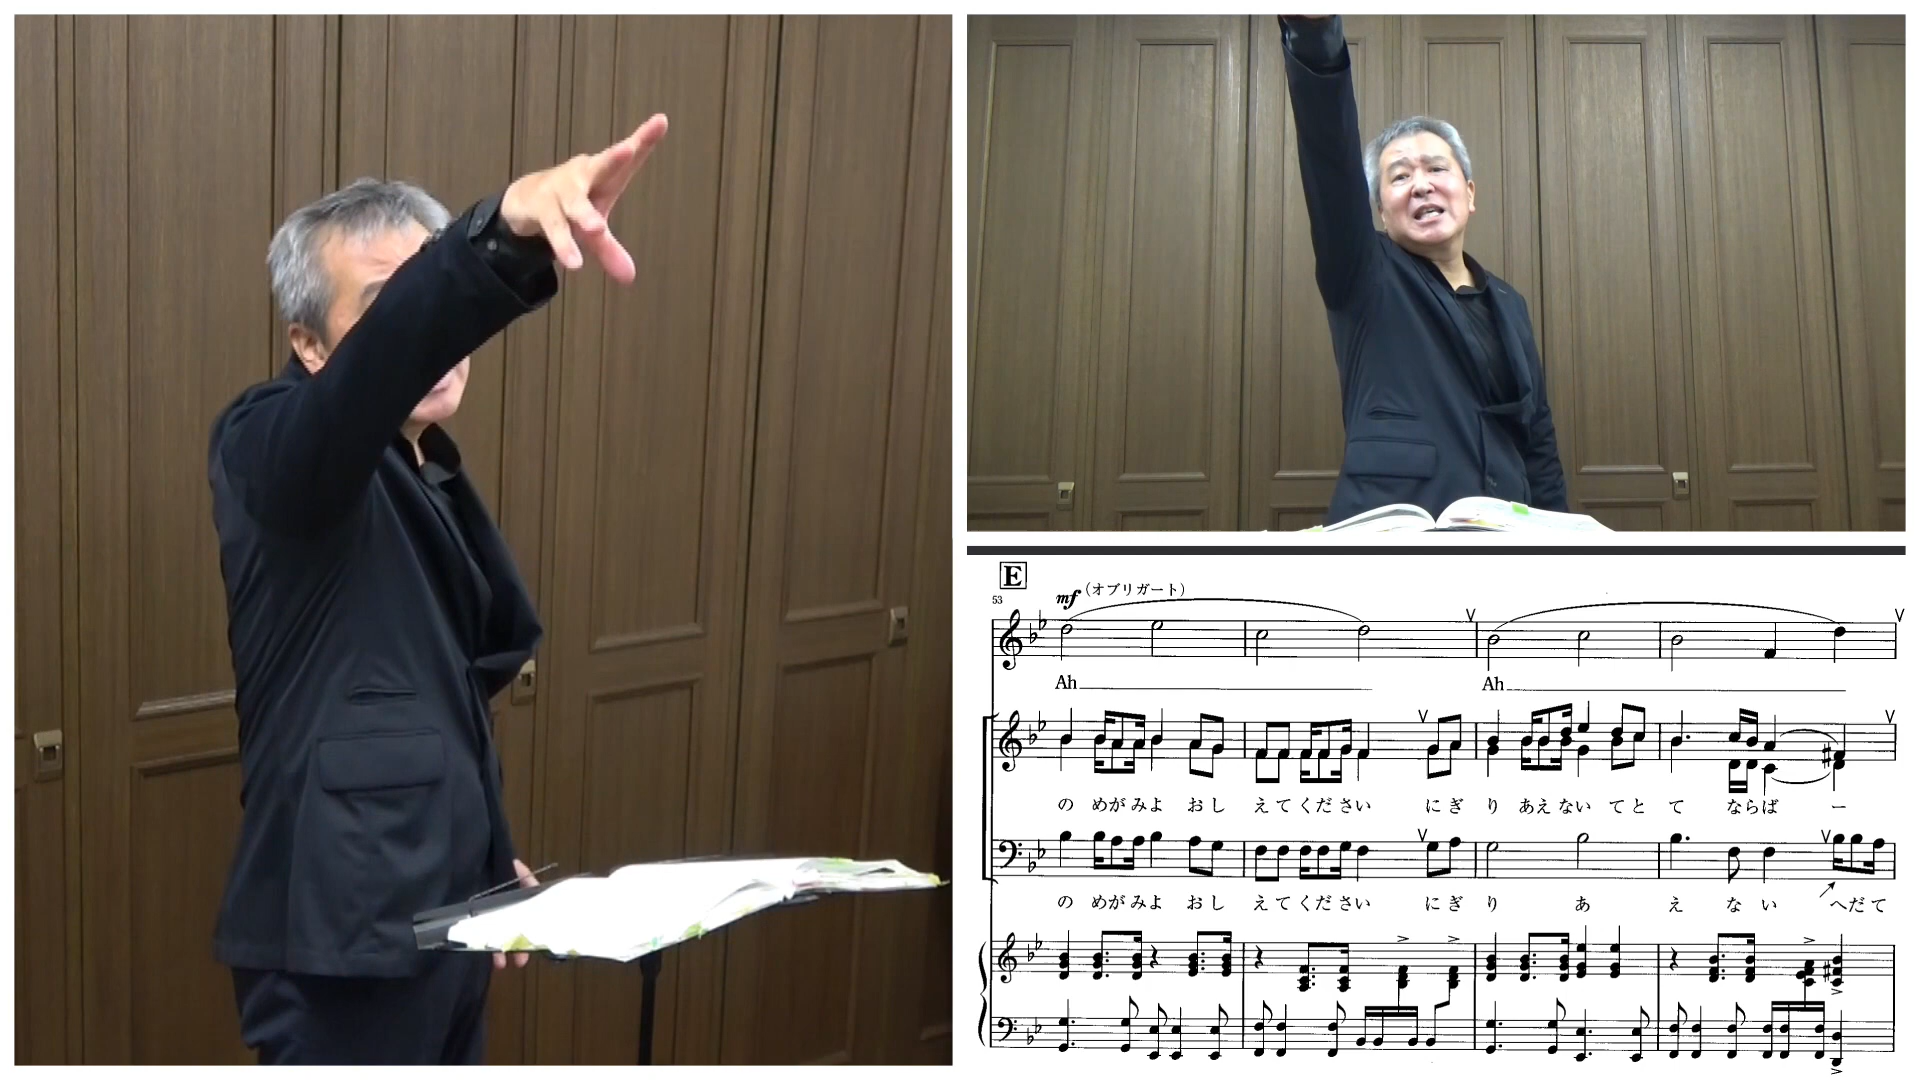 E
53
mf (オブリガート)
Ah
Ah
の めが みよ おし えて くだ さい にぎ り あえ ない てと て ならば ー
の めが みよ おし えて くだ さい にぎ り あ え ない へだて